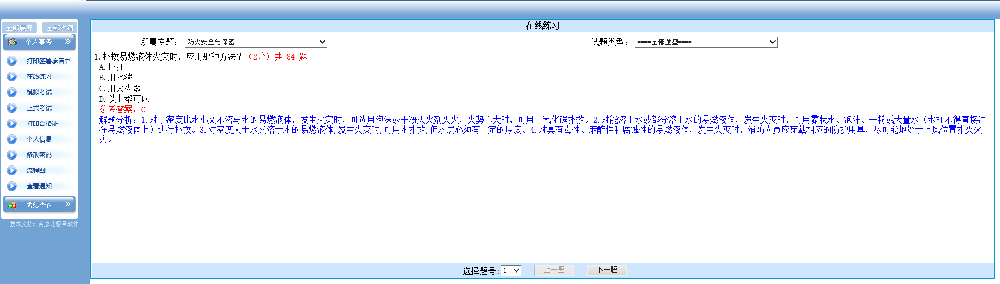 全部展开 全部收缩
个人事务
打印签署承诺书
在线练习
模拟考试
正式考试
打印合格证
个人信息
修改密码
流程图
查看通知
成绩查询
技术支持：南京北极星软件
在线练习
所属专题： 防火安全与保密 试题类型： ====全部题型====
1.扑救易燃液体火灾时，应用那种方法？（2分）共 84 题
A.扑打
B.用水泼
C.用灭火器
D.以上都可以
参考答案：C
解题分析：1.对于密度比水小又不溶与水的易燃液体，发生火灾时，可选用泡沫或干粉灭火剂灭火，火势不大时，可用二氧化碳扑救。2.对能溶于水或部分溶于水的易燃液体，发生火灾时，可用雾状水、泡沫、干粉或大量水（水柱不得直接冲
在易燃液体上）进行扑救。3.对密度大于水又溶于水的易燃液体,发生火灾时,可用水扑救,但水层必须有一定的厚度。4.对具有毒性、麻醉性和腐蚀性的易燃液体，发生火灾时，消防人员应穿戴相应的防护用具，尽可能地处于上风位置扑灭火
灾。
选择题号:1 上一题 下一题